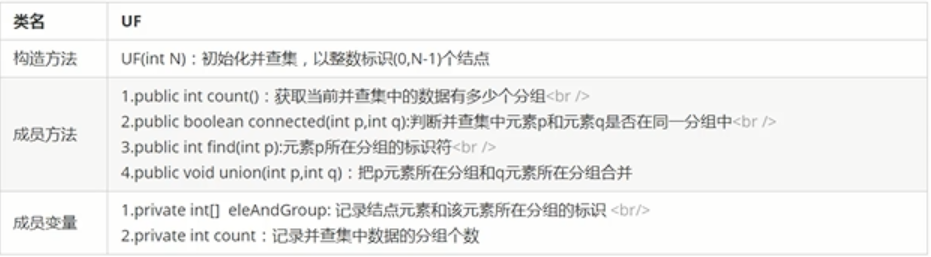 类名 UF
构造方法 UF(int N)：初始化并查集，以整数标识(0,N-1)个结点
1.public int count()：获取当前并查集中的数据有多少个分组<br />
2.public boolean connected(int p,int q):判断并查集中元素p和元素q是否在同一分组中<br />
成员方法
3.public int find(int p):元素p所在分组的标识符<br />
4.public void union(int p,int q)：把p元素所在分组和q元素所在分组合并
1.private int[]  eleAndGroup: 记录结点元素和该元素所在分组的标识 <br/>
成员变量
2.private int count：记录并查集中数据的分组个数